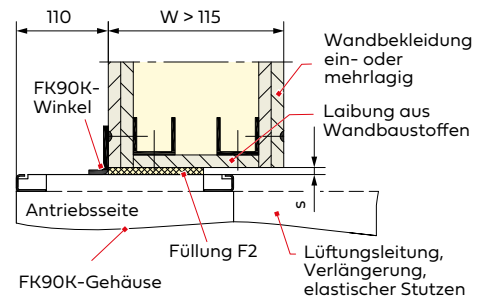 110
W > 115
Wandbekleidung
ein- oder
mehrlagig
FK90K-
Winkel
Laibung aus
Wandbaustoffen
s
Antriebsseite
Füllung F2
Lüftungsleitung,
Verlängerung,
elastischer Stutzen
FK90K-Gehäuse